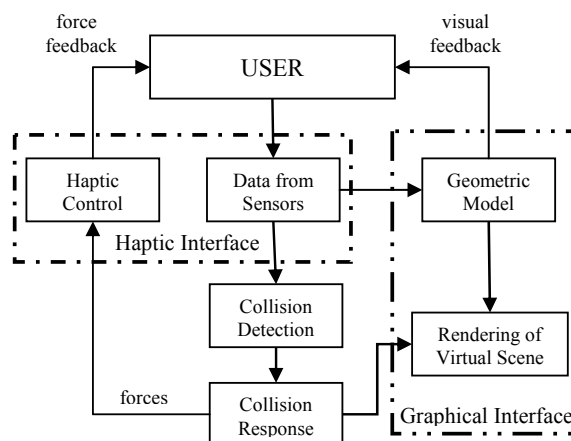 force
feedback
visual
feedback
USER
Haptic
Control
Data from
Sensors
Geometric
Model
Haptic Interface
Collision
Detection
Rendering of
Virtual Scene
forces
Collision
Response
Graphical Interface